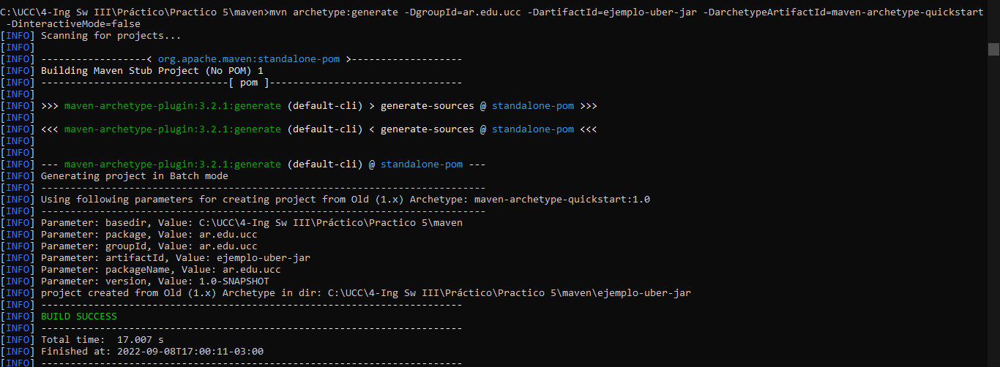 C:\UCC\4-Ing Sw III\Práctico\Practico 5\maven>mvn archetype:generate -DgroupId=ar.edu.ucc -DartifactId=ejemplo-uber-jar -DarchetypeArtifactId=maven-archetype-quickstart
 -DinteractiveMode=false
[INFO] Scanning for projects...
[INFO]
[INFO] ------------------< org.apache.maven:standalone-pom >-------------------
[INFO] Building Maven Stub Project (No POM) 1
[INFO] --------------------------------[ pom ]---------------------------------
[INFO]
[INFO] >>> maven-archetype-plugin:3.2.1:generate (default-cli) > generate-sources @ standalone-pom >>>
[INFO]
[INFO] <<< maven-archetype-plugin:3.2.1:generate (default-cli) < generate-sources @ standalone-pom <<<
[INFO]
[INFO]
[INFO] --- maven-archetype-plugin:3.2.1:generate (default-cli) @ standalone-pom ---
[INFO] Generating project in Batch mode
[INFO] ----------------------------------------------------------------------------
[INFO] Using following parameters for creating project from Old (1.x) Archetype: maven-archetype-quickstart:1.0
[INFO] ----------------------------------------------------------------------------
[INFO] Parameter: basedir, Value: C:\UCC\4-Ing Sw III\Práctico\Practico 5\maven
[INFO] Parameter: package, Value: ar.edu.ucc
[INFO] Parameter: groupId, Value: ar.edu.ucc
[INFO] Parameter: artifactId, Value: ejemplo-uber-jar
[INFO] Parameter: packageName, Value: ar.edu.ucc
[INFO] Parameter: version, Value: 1.0-SNAPSHOT
[INFO] project created from Old (1.x) Archetype in dir: C:\UCC\4-Ing Sw III\Práctico\Practico 5\maven\ejemplo-uber-jar
[INFO] ------------------------------------------------------------------------
[INFO] BUILD SUCCESS
[INFO] ------------------------------------------------------------------------
[INFO] Total time:  17.007 s
[INFO] Finished at: 2022-09-08T17:00:11-03:00
[INFO] ------------------------------------------------------------------------